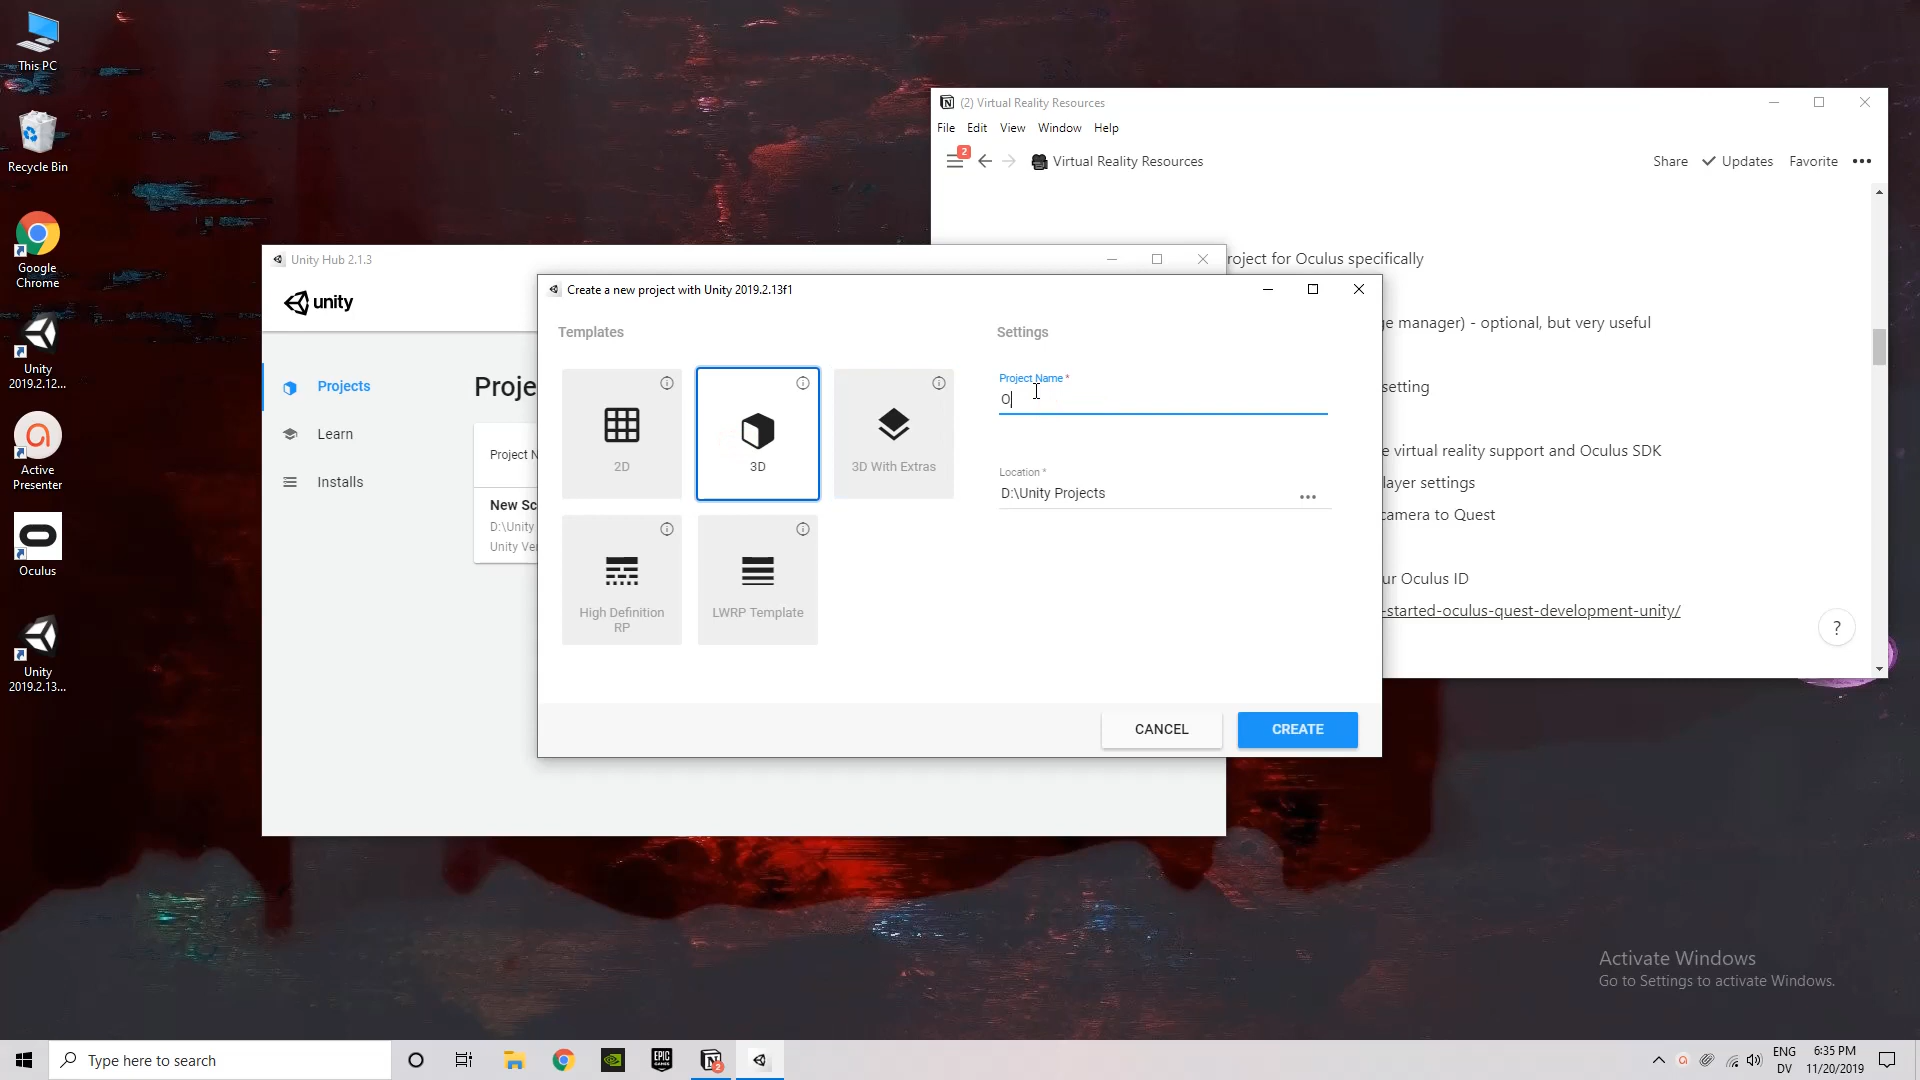 This PC
Recycle Bin
Google
Chrome
Unity
2019.2.12...
Active
Presenter
Oculus
Unity
2019.2.13...
(2) Virtual Reality Resources
File Edit View Window Help
2
Virtual Reality Resources
Share Updates Favorite •••
roject for Oculus specifically
ge manager) - optional, but very useful
setting
e virtual reality support and Oculus SDK
layer settings
camera to Quest
ur Oculus ID
-started-oculus-quest-development-unity/
?
Unity Hub 2.1.3
unity
Projects
Learn
Installs
Proje
Project N
New Sc
D:\Unity
Unity Ver
Create a new project with Unity 2019.2.13f1
Templates
2D
3D
3D With Extras
High Definition
RP
LWRP Template
Settings
Project Name *
O
Location *
D:\Unity Projects
•••
CANCEL
CREATE
Activate Windows
Go to Settings to activate Windows.
Type here to search
EPIC
GAMES
2
ENG
DV
6:35 PM
11/20/2019